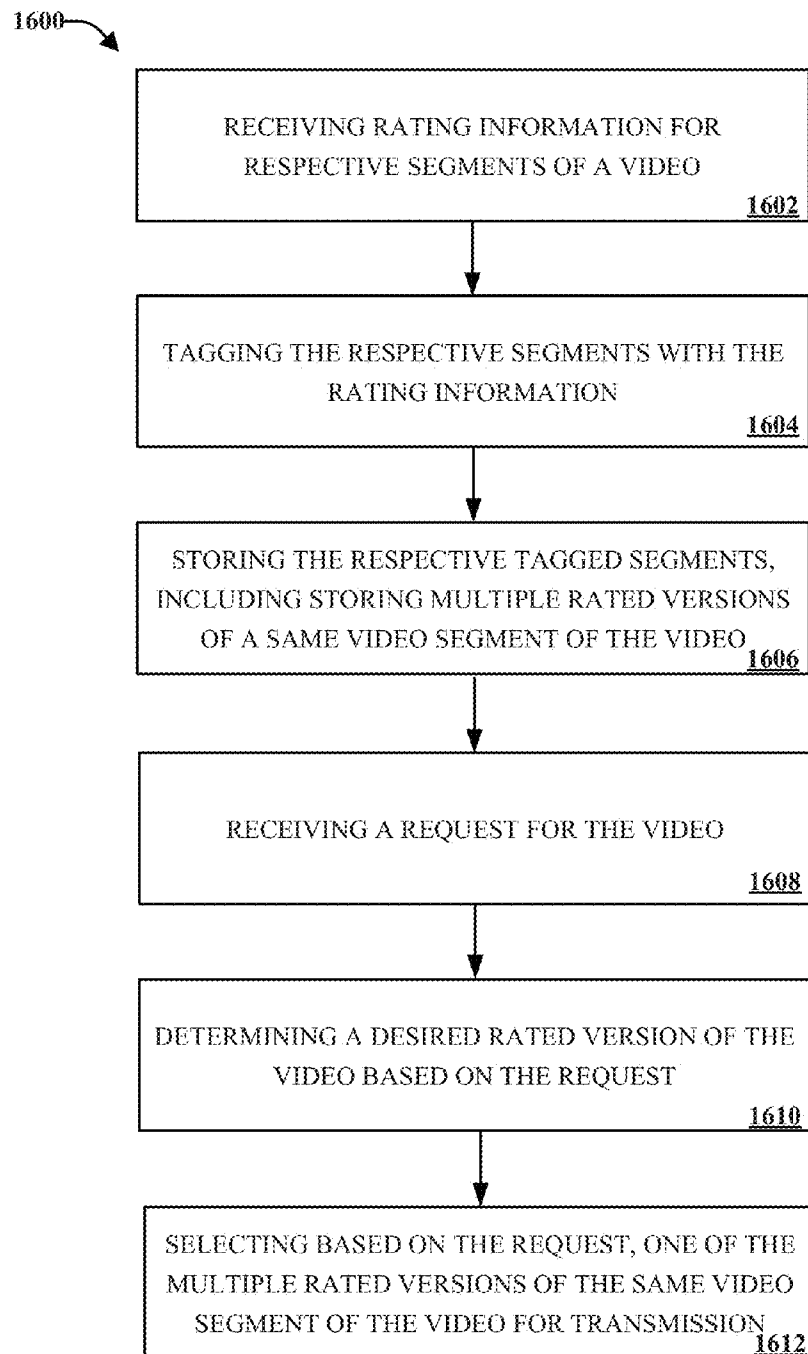 1600
RECEIVING RATING INFORMATION FOR
RESPECTIVE SEGMENTS OF A VIDEO
1602
TAGGING THE RESPECTIVE SEGMENTS WITH THE
RATING INFORMATION
1604
STORING THE RESPECTIVE TAGGED SEGMENTS,
INCLUDING STORING MULTIPLE RATED VERSIONS
OF A SAME VIDEO SEGMENT OF THE VIDEO
1606
RECEIVING A REQUEST FOR THE VIDEO
1608
DETERMINING A DESIRED RATED VERSION OF THE
VIDEO BASED ON THE REQUEST
1610
SELECTING BASED ON THE REQUEST, ONE OF THE
MULTIPLE RATED VERSIONS OF THE SAME VIDEO
SEGMENT OF THE VIDEO FOR TRANSMISSION
1612